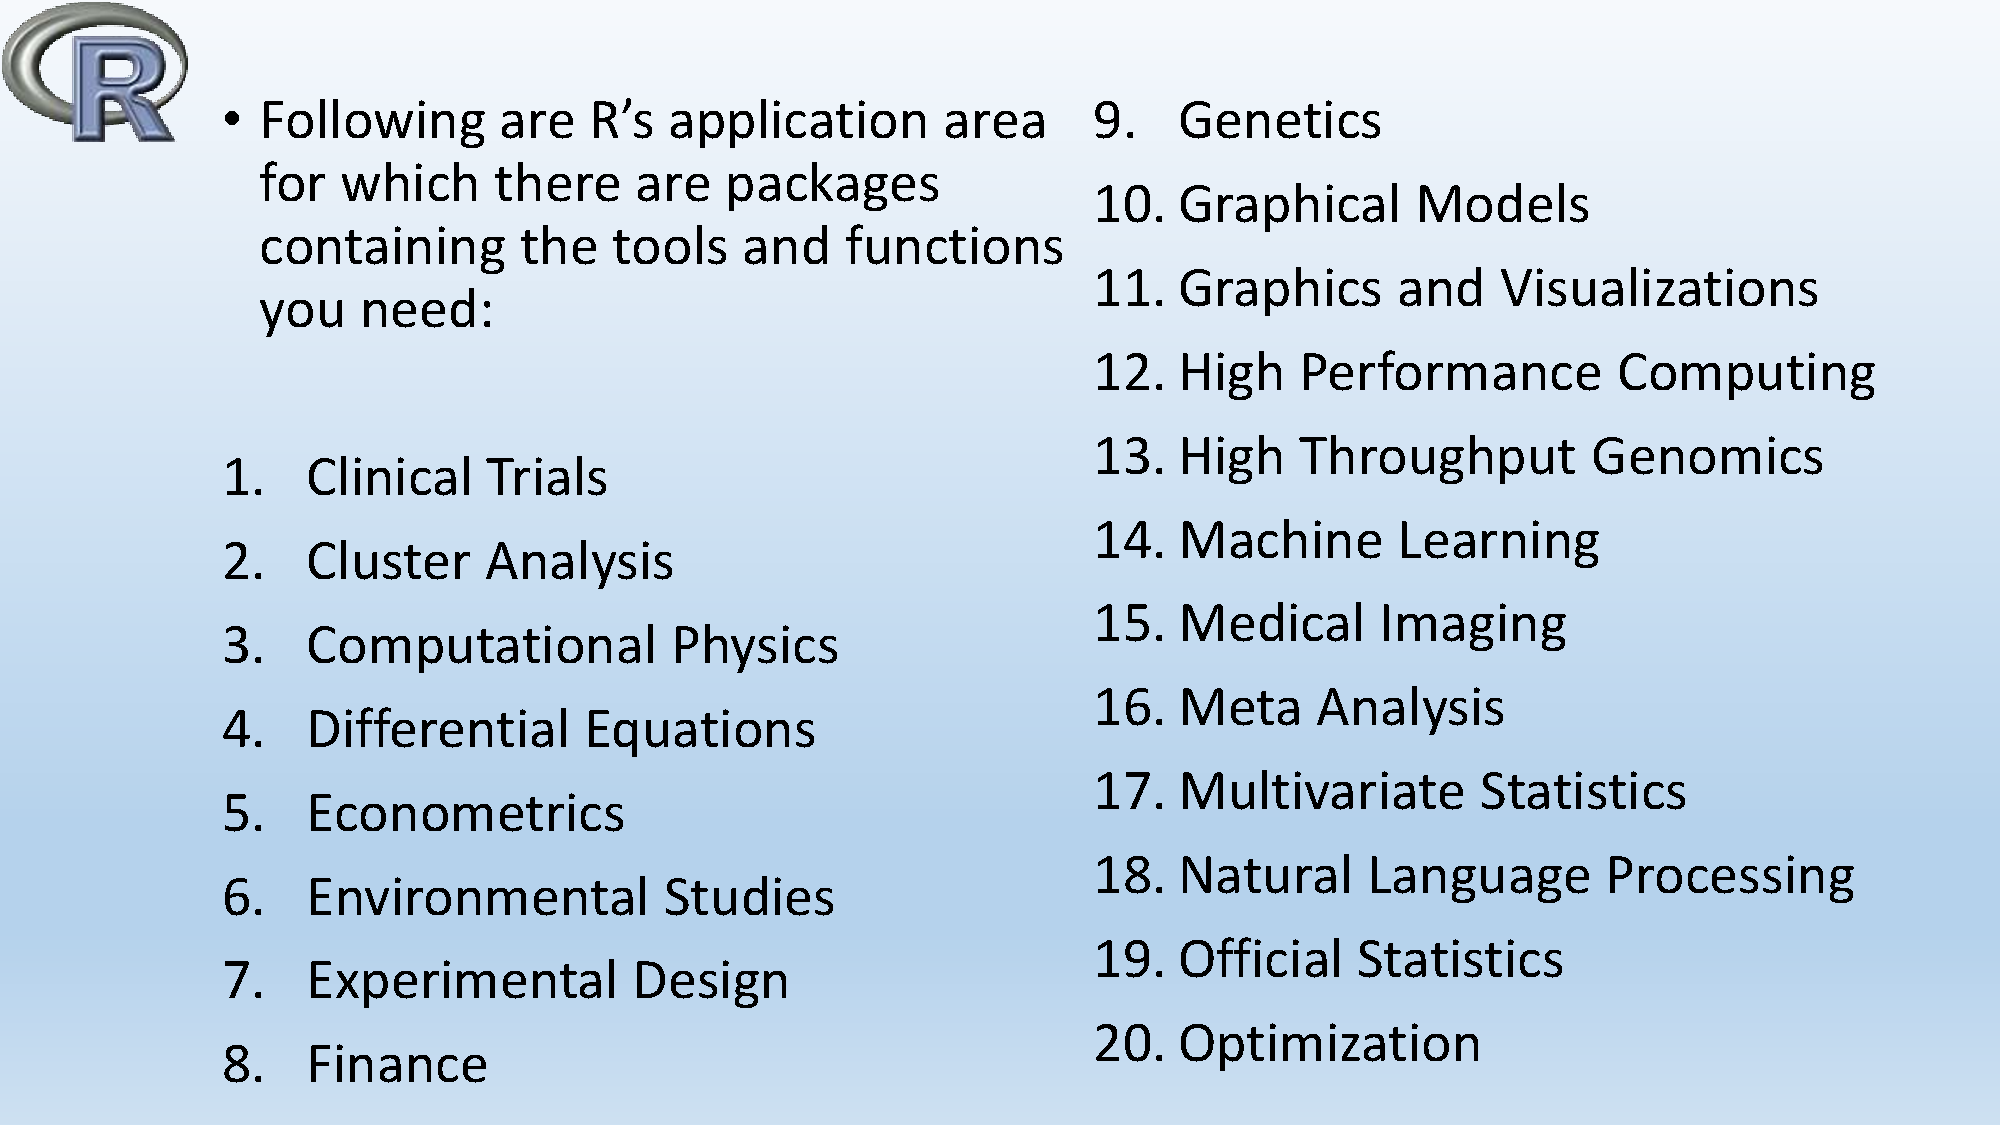 R
• Following are R’s application area
for which there are packages
containing the tools and functions
you need:
1. Clinical Trials
2. Cluster Analysis
3. Computational Physics
4. Differential Equations
5. Econometrics
6. Environmental Studies
7. Experimental Design
8. Finance
9. Genetics
10. Graphical Models
11. Graphics and Visualizations
12. High Performance Computing
13. High Throughput Genomics
14. Machine Learning
15. Medical Imaging
16. Meta Analysis
17. Multivariate Statistics
18. Natural Language Processing
19. Official Statistics
20. Optimization